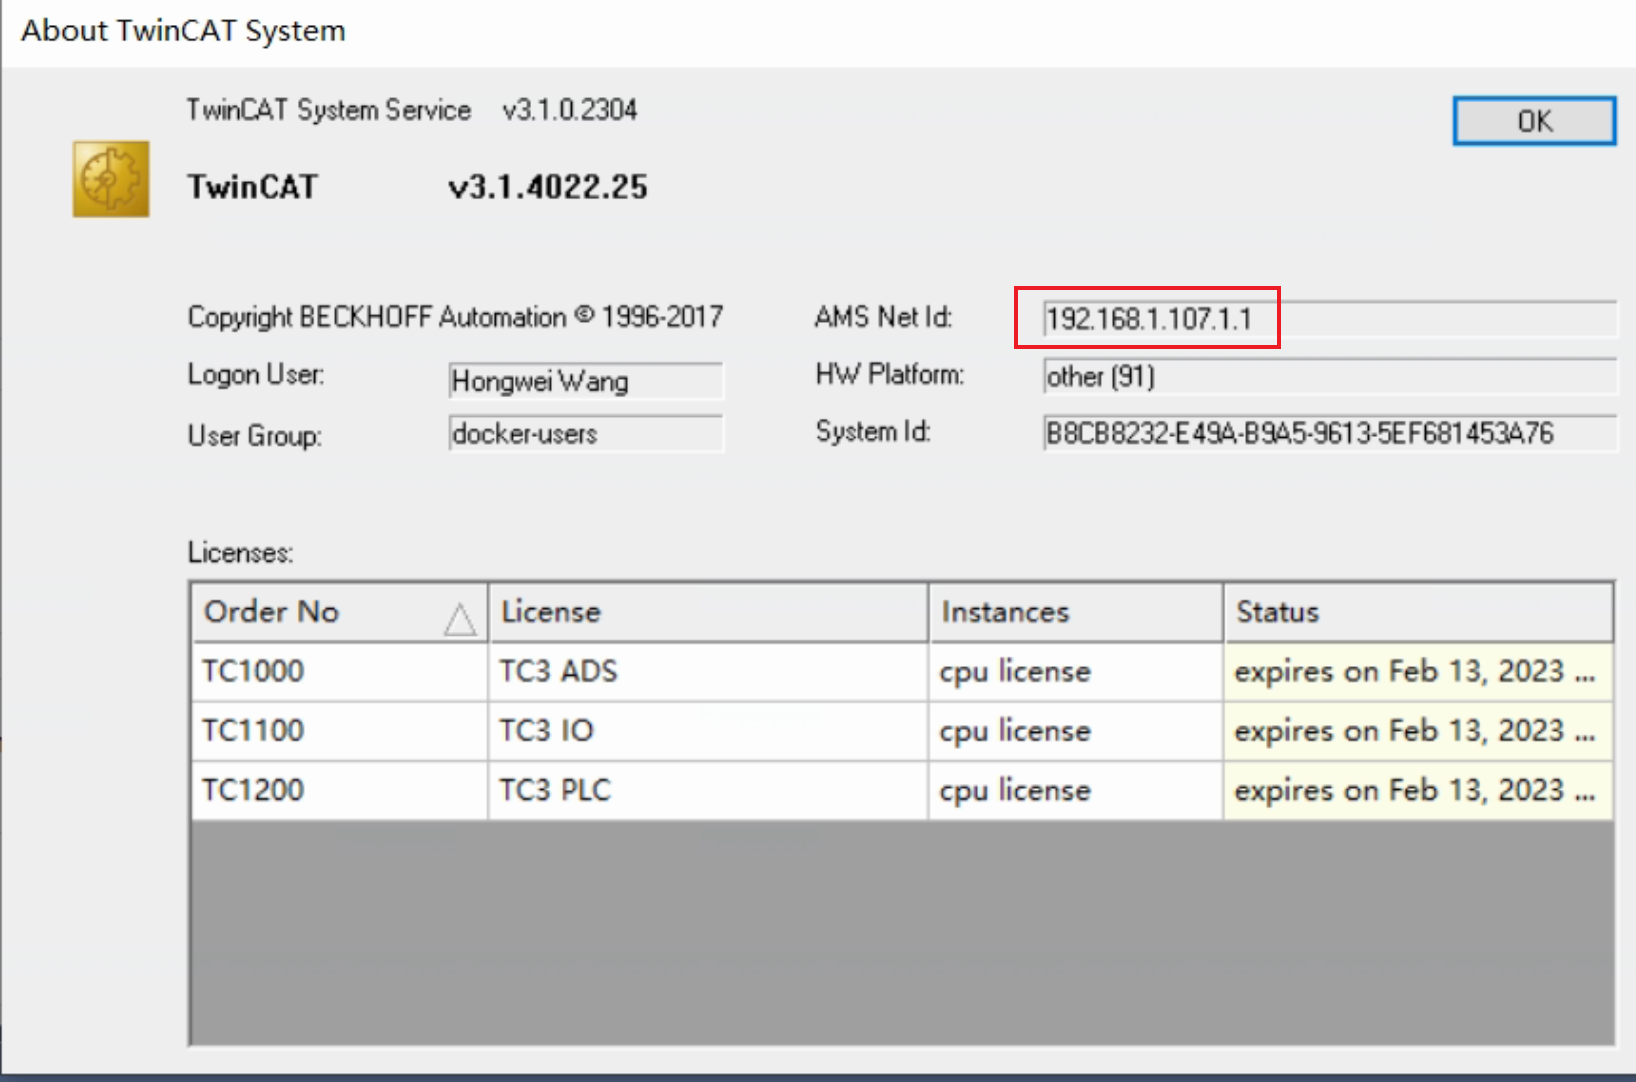 About TwinCAT System
TwinCAT System Service v3.1.0.2304
OK
TwinCAT v3.1.4022.25
Copyright BECKHOFF Automation © 1996-2017
AMS Net Id: 192.168.1.107.1.1
Logon User: Hongwei Wang
HW Platform: other (91)
User Group: docker-users
System Id: B8CB8232-E49A-B9A5-9613-5EF681453A76
Licenses:
Order No License Instances Status
TC1000 TC3 ADS cpu license expires on Feb 13, 2023 ...
TC1100 TC3 IO cpu license expires on Feb 13, 2023 ...
TC1200 TC3 PLC cpu license expires on Feb 13, 2023 ...